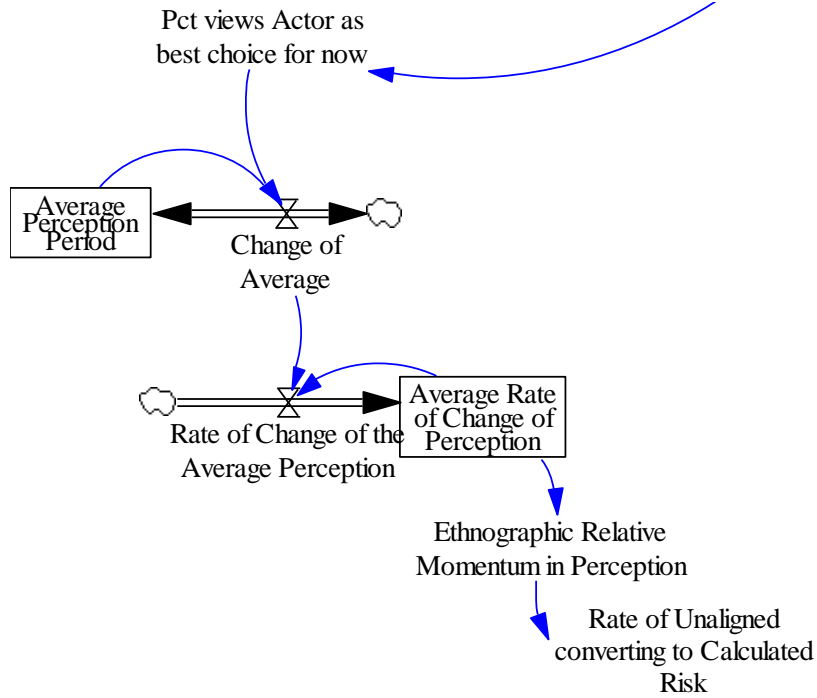 Pct views Actor as
best choice for now
Average
Perception
Period
Change of
Average
Average Rate
of Change of
Perception
Rate of Change of the
Average Perception
Ethnographic Relative
Momentum in Perception
Rate of Unaligned
converting to Calculated
Risk